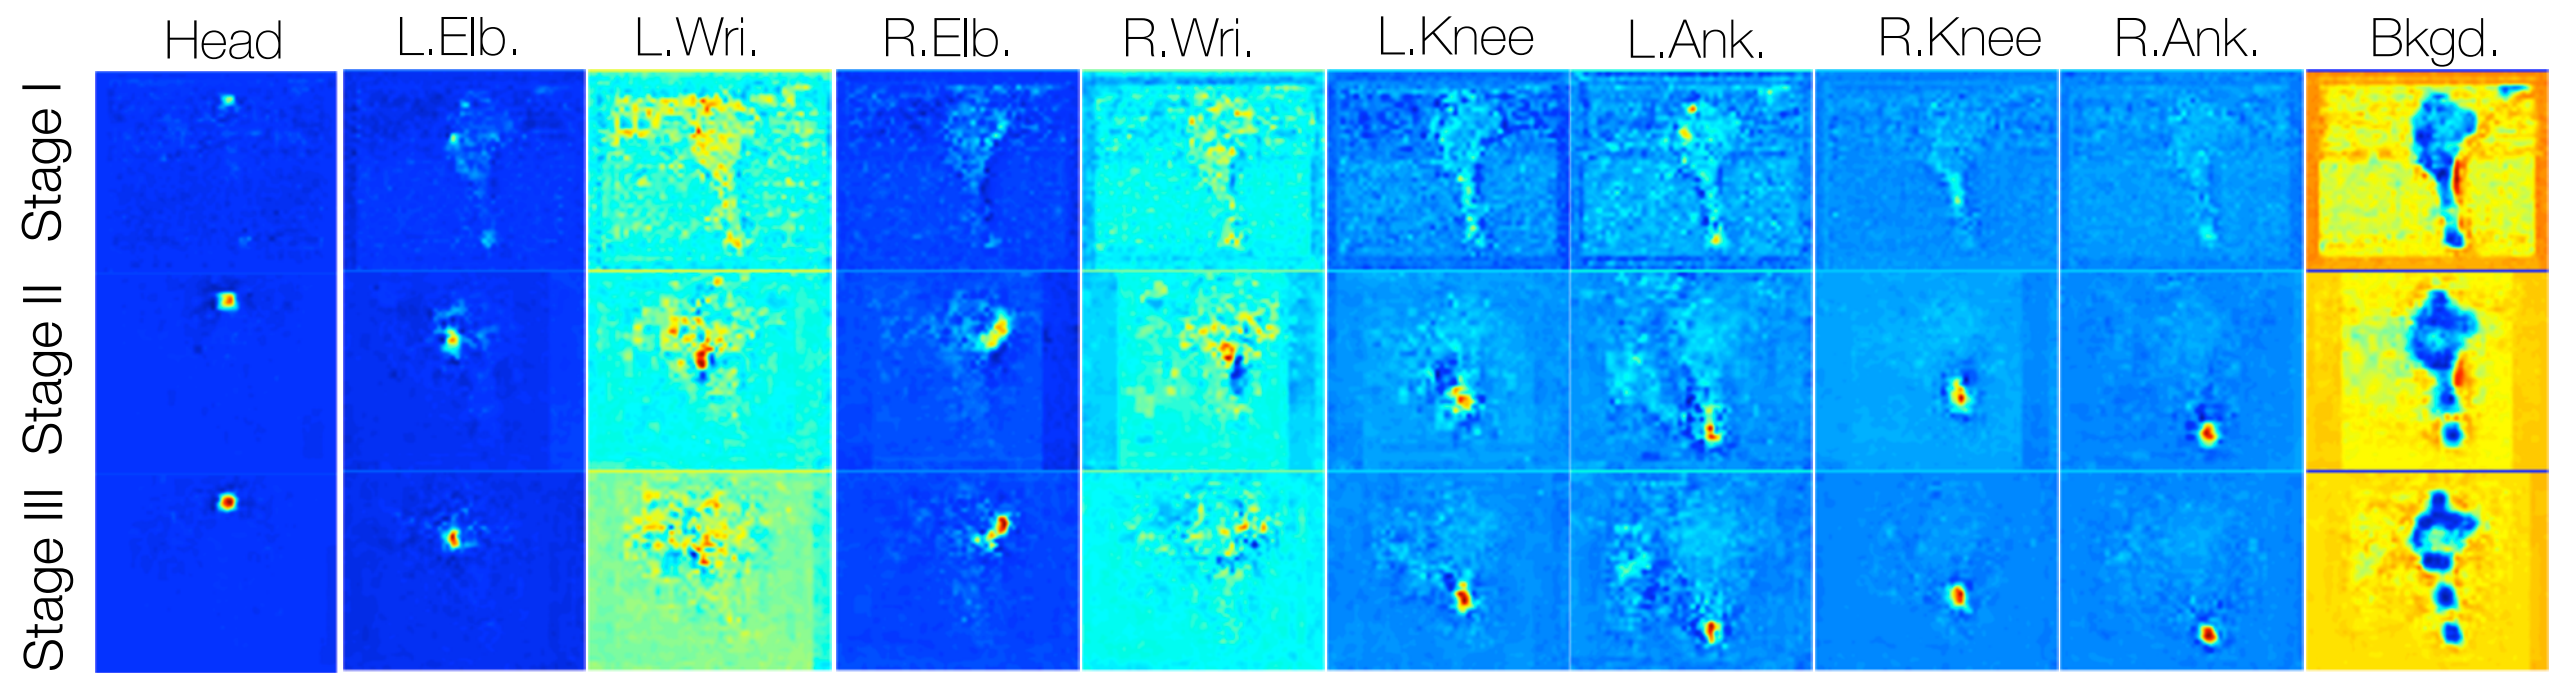 Head L.Elb. L.Wri. R.Elb. R.Wri. L.Knee L.Ank. R.Knee R.Ank. Bkgd.
Stage I
Stage II
Stage III